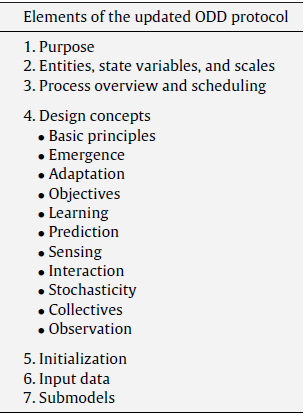 Elements of the updated ODD protocol
1. Purpose
2. Entities, state variables, and scales
3. Process overview and scheduling
4. Design concepts
• Basic principles
• Emergence
• Adaptation
• Objectives
• Learning
• Prediction
• Sensing
• Interaction
• Stochasticity
• Collectives
• Observation
5. Initialization
6. Input data
7. Submodels